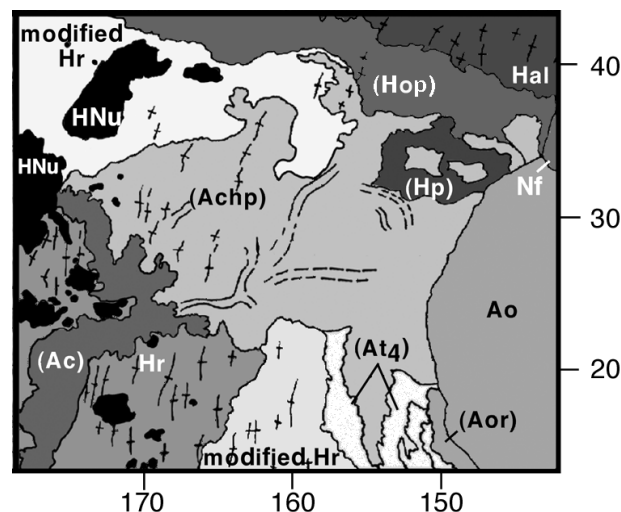 modified
Hr
HNu
HNu
(Achp)
(Hop)
Hal
(Hp)
Nf
Ao
(Ac)
Hr
(At4)
(Aor)
modified Hr
40
30
20
170
160
150